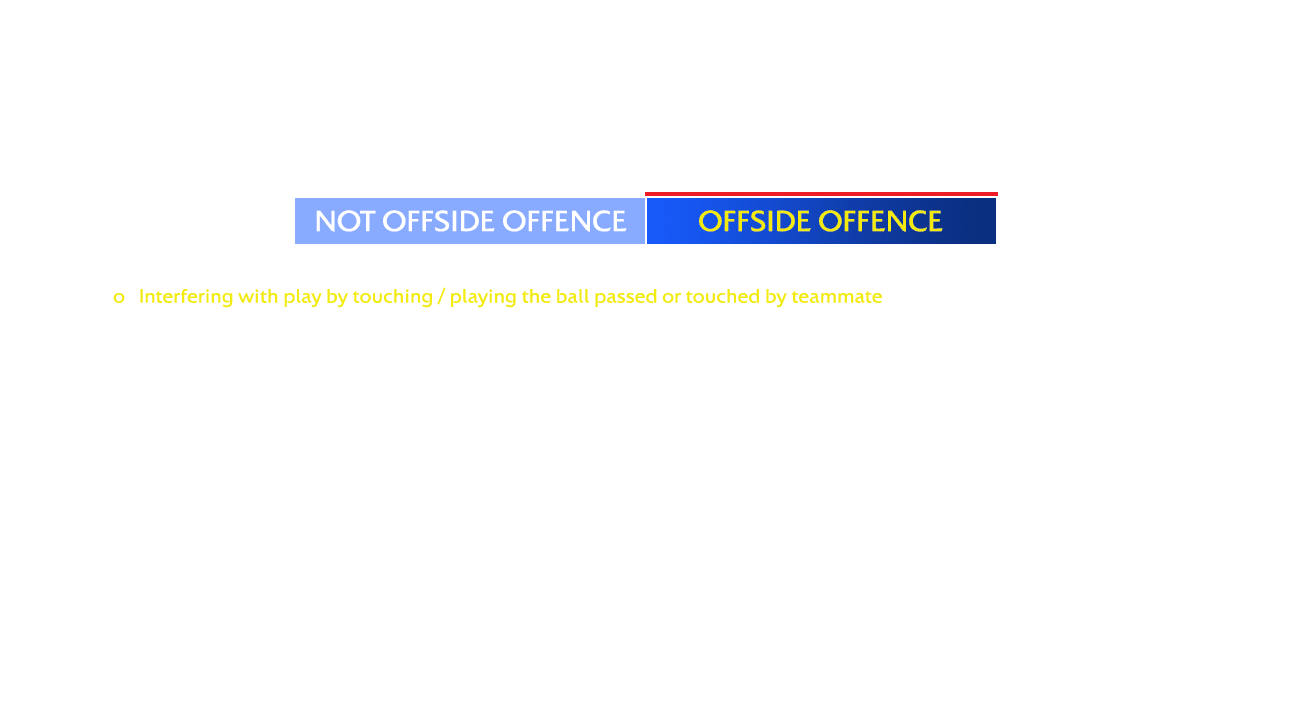 NOT OFFSIDE OFFENCE OFFSIDE OFFENCE
o Interfering with play by touching / playing the ball passed or touched by teammate